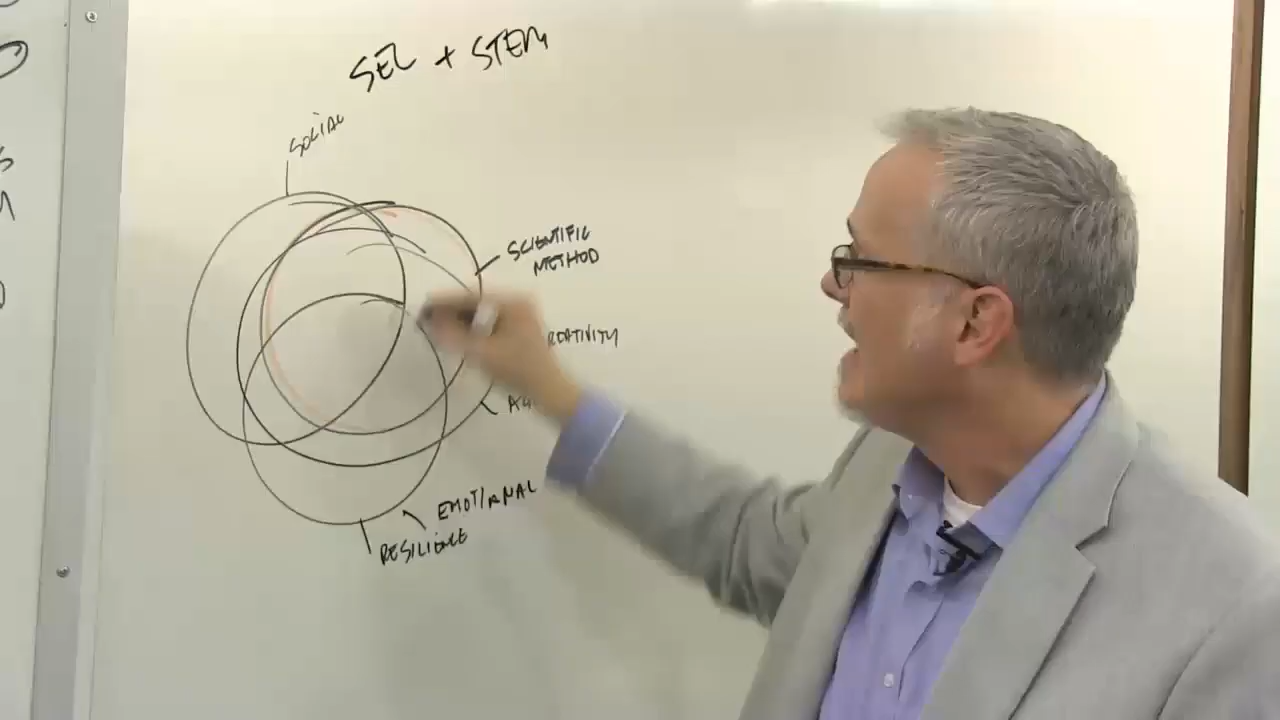 SEL + STEM
SOCIAL
SCIENTIFIC
METHOD
EMOTIONAL
RESILIENCE